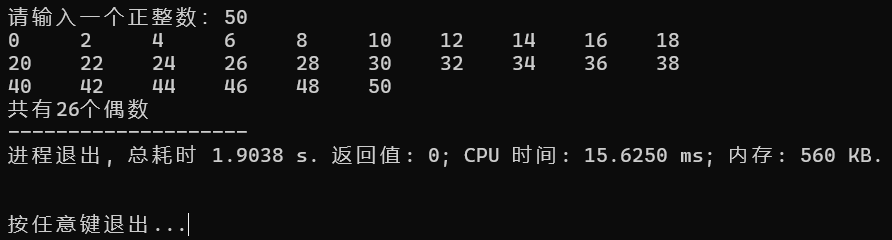 请输入一个正整数: 50
0 2 4 6 8 10 12 14 16 18
20 22 24 26 28 30 32 34 36 38
40 42 44 46 48 50
共有26个偶数
--------------------
进程退出, 总耗时 1.9038 s. 返回值: 0; CPU 时间: 15.6250 ms; 内存: 560 KB.
按任意键退出...